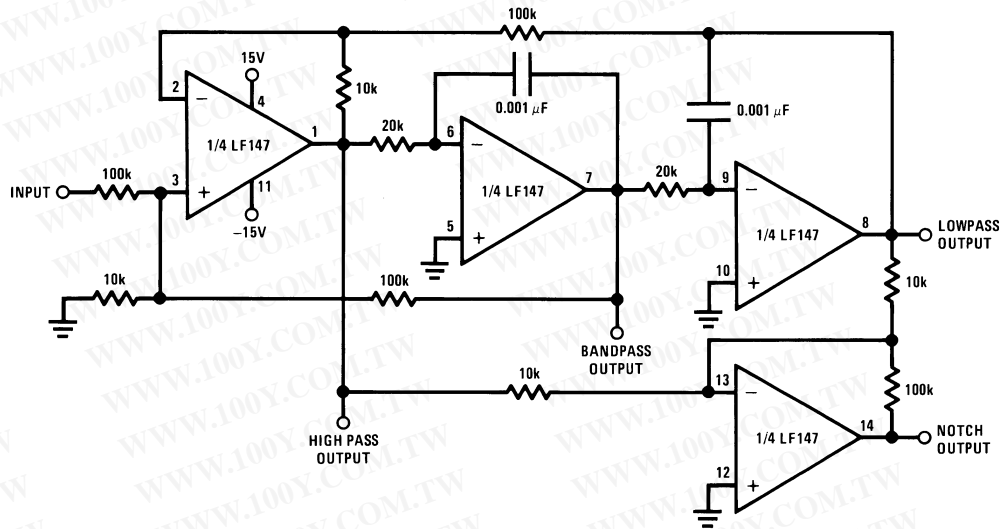 100k
15V
2
−
4
10k
0.001 μF
0.001 μF
1/4 LF147
1
20k
6
−
INPUT
100k
3
+
11
−15V
1/4 LF147
7
20k
9
−
5
+
1/4 LF147
8
LOWPASS
OUTPUT
10k
100k
10
+
10k
BANDPASS
OUTPUT
10k
13
−
100k
HIGH PASS
OUTPUT
1/4 LF147
14
NOTCH
OUTPUT
12
+
WWW.100Y.COM.TW